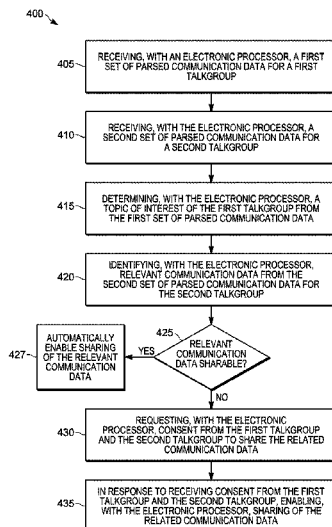 400
405
RECEIVING, WITH AN ELECTRONIC PROCESSOR, A FIRST
SET OF PARSED COMMUNICATION DATA FOR A FIRST
TALKGROUP
410
RECEIVING, WITH THE ELECTRONIC PROCESSOR, A
SECOND SET OF PARSED COMMUNICATION DATA FOR
A SECOND TALKGROUP
415
DETERMINING, WITH THE ELECTRONIC PROCESSOR, A
TOPIC OF INTEREST OF THE FIRST TALKGROUP FROM
THE FIRST SET OF PARSED COMMUNICATION DATA
420
IDENTIFYING, WITH THE ELECTRONIC PROCESSOR,
RELEVANT COMMUNICATION DATA FROM THE
SECOND SET OF PARSED COMMUNICATION DATA FOR
THE SECOND TALKGROUP
425
RELEVANT
COMMUNICATION
DATA SHARABLE?
YES
427
AUTOMATICALLY
ENABLE SHARING
OF THE RELEVANT
COMMUNICATION
DATA
NO
430
REQUESTING, WITH THE ELECTRONIC
PROCESSOR, CONSENT FROM THE FIRST TALKGROUP
AND THE SECOND TALKGROUP TO SHARE THE RELATED
COMMUNICATION DATA
435
IN RESPONSE TO RECEIVING CONSENT FROM THE FIRST
TALKGROUP AND THE SECOND TALKGROUP, ENABLING,
WITH THE ELECTRONIC PROCESSOR, SHARING OF
THE RELATED COMMUNICATION DATA